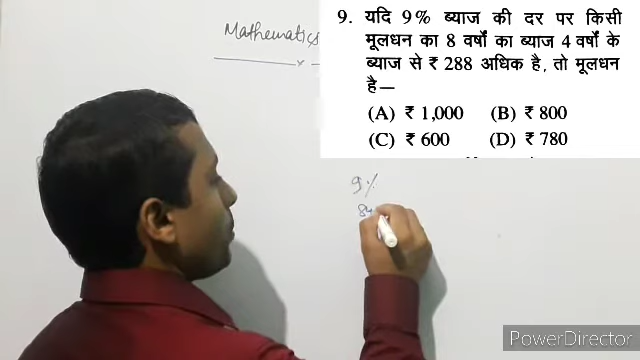 Mathematics
9. यदि 9% ब्याज की दर पर किसी
मूलधन का 8 वर्षों का ब्याज 4 वर्षों के
ब्याज से ₹ 288 अधिक है, तो मूलधन
है—
(A) ₹ 1,000 (B) ₹ 800
(C) ₹ 600 (D) ₹ 780
9%
PowerDirector